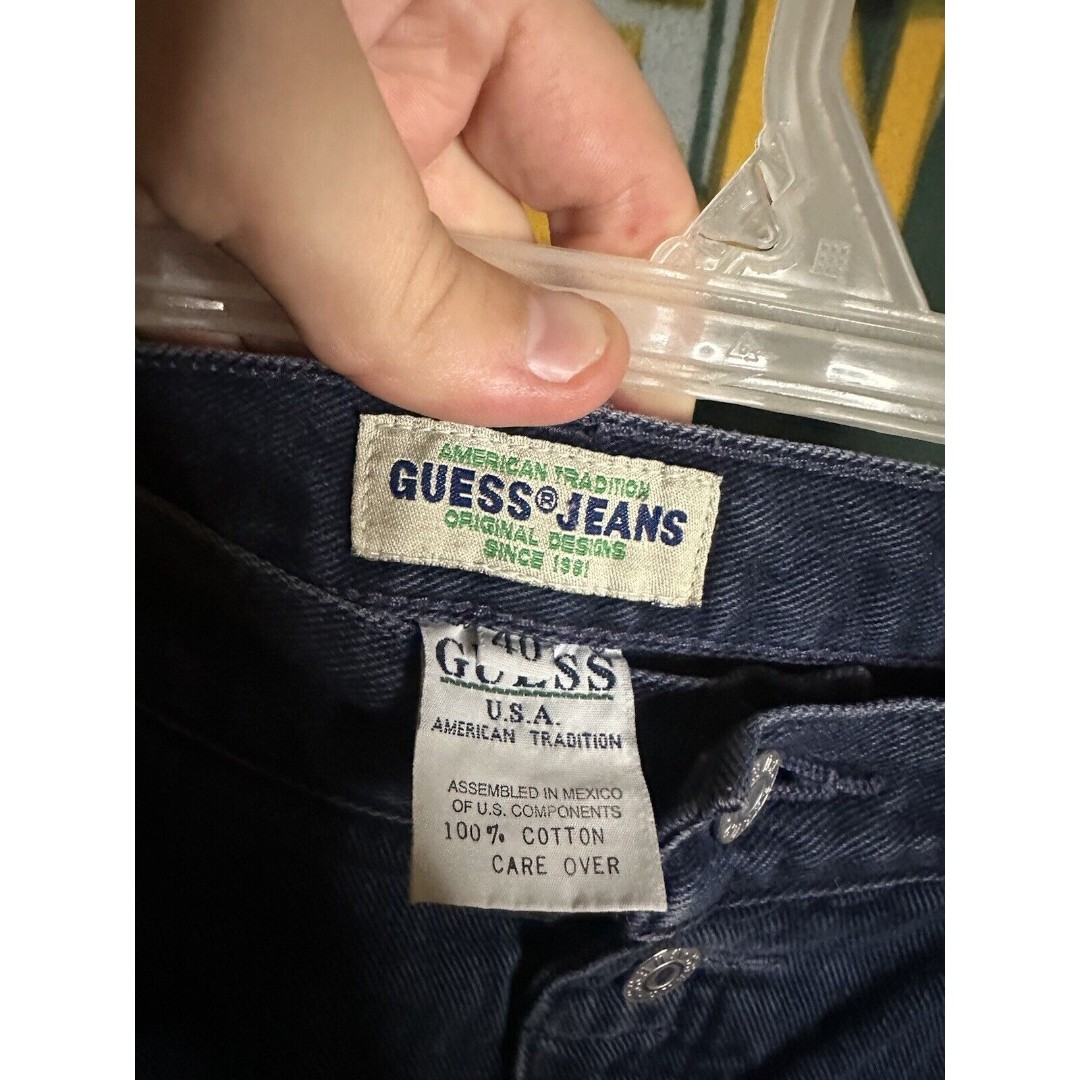 AMERICAN TRADITION
GUESS® JEANS
ORIGINAL DESIGNS
SINCE 1981
40
GUESS
U.S.A.
AMERICAN TRADITION
ASSEMBLED IN MEXICO
OF U.S. COMPONENTS
100% COTTON
CARE OVER